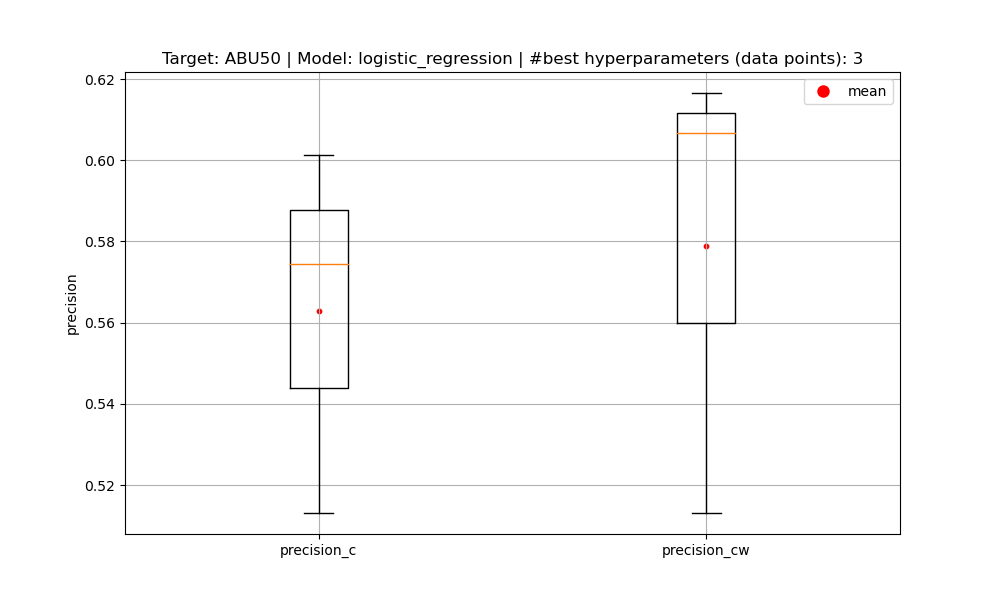 Target: ABU50 | Model: logistic_regression | #best hyperparameters (data points): 3
mean
precision
0.62
0.60
0.58
0.56
0.54
0.52
precision_c
precision_cw